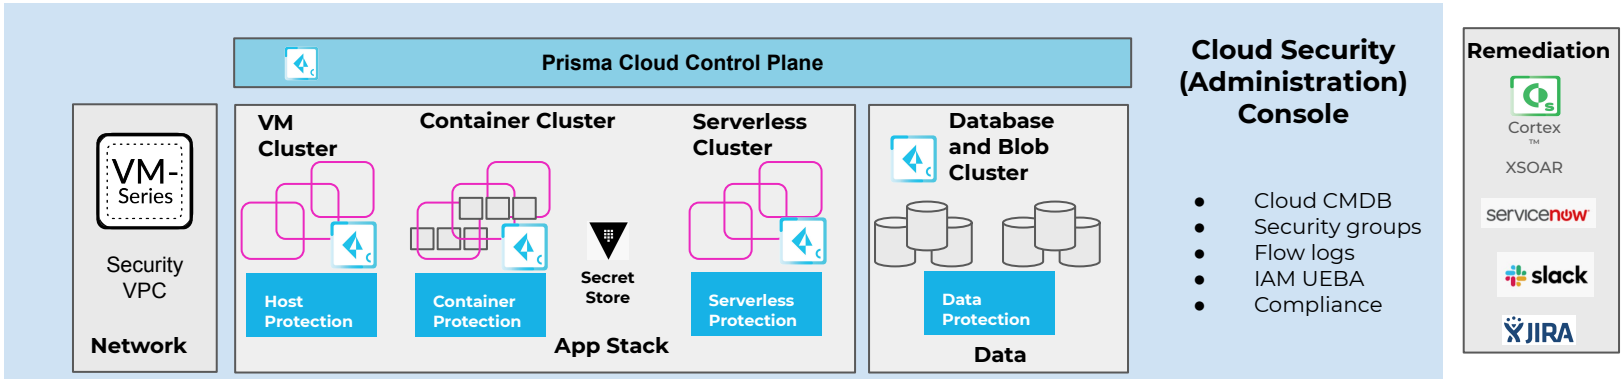 Prisma Cloud Control Plane
VM-
Series
Security
VPC
Network
VM
Cluster
Host
Protection
Container Cluster
Container
Protection
Secret
Store
Serverless
Cluster
Serverless
Protection
App Stack
Database
and Blob
Cluster
Data
Protection
Data
Cloud Security
(Administration)
Console
● Cloud CMDB
● Security groups
● Flow logs
● IAM UEBA
● Compliance
Remediation
S
Cortex
™
XSOAR
servicenow
slack
JIRA
C
C
C
C